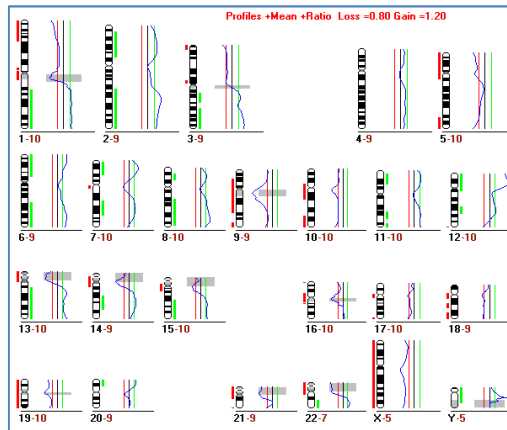 Profiles +Mean +Ratio Loss =0.80 Gain =1.20
1-10 2-9 3-9 4-9 5-10
6-9 7-10 8-10 9-9 10-10 11-10 12-10
13-10 14-9 15-10 16-10 17-10 18-9
19-10 20-9 21-9 22-7 X-5 Y-5